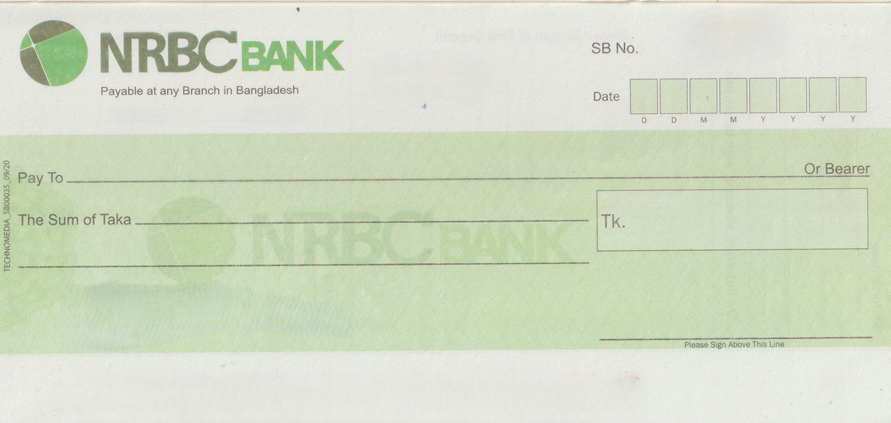 NRBC BANK
Payable at any Branch in Bangladesh
SB No.
Date
D D M M Y Y Y Y
Pay To Or Bearer
The Sum of Taka
Tk.
NRBC BANK
Please Sign Above This Line
TECHNOMEDIA_SB00035_09/20